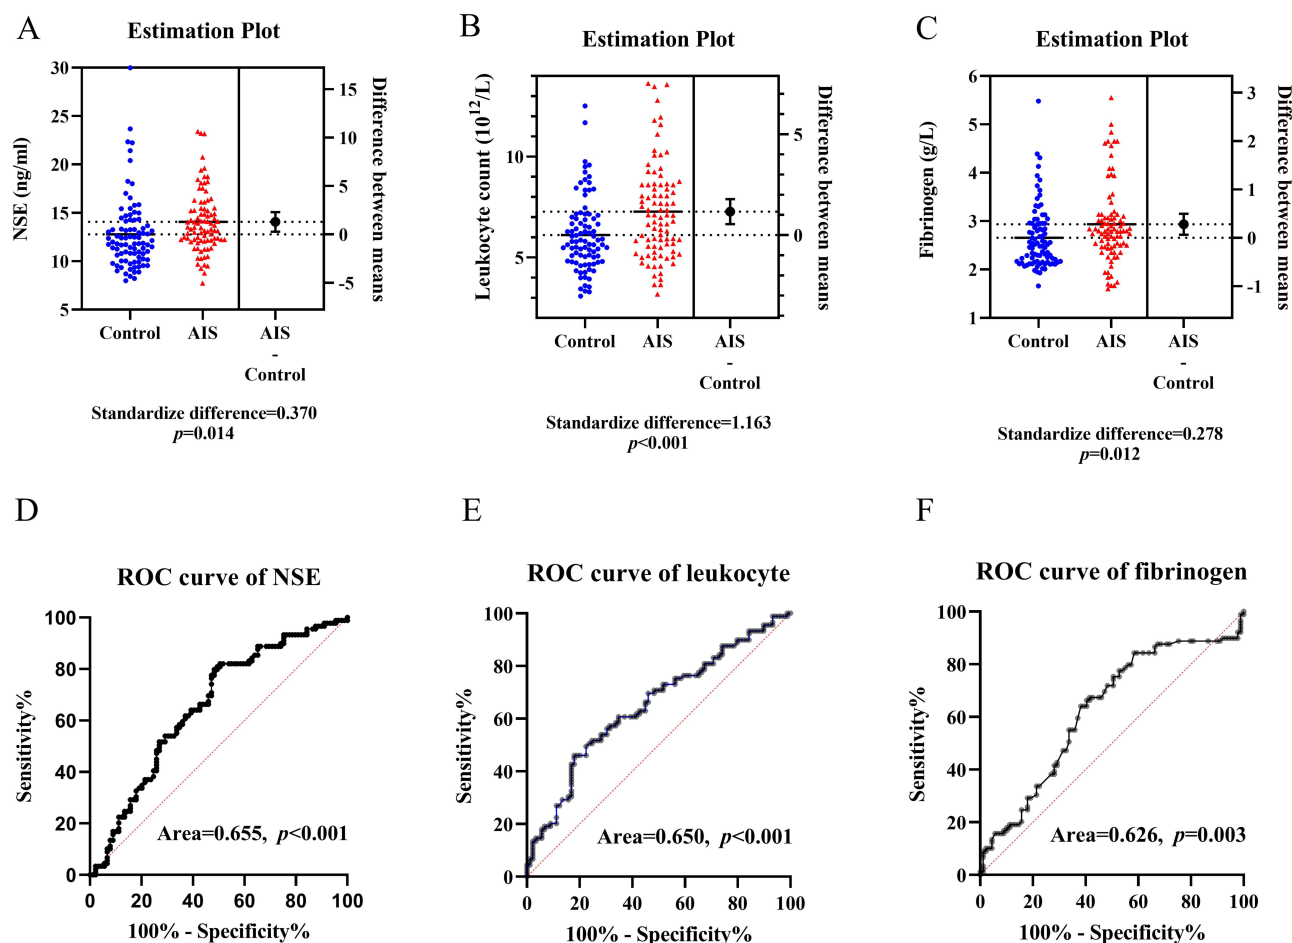 A
Estimation Plot
NSE (ng/ml)
30
25
20
15
10
5
15
10
5
0
-5
Difference between means
Control
AIS
AIS
-
Control
Standardize difference=0.370
p=0.014
B
Estimation Plot
Leukocyte count (10^12/L)
10
5
5
0
Difference between means
Control
AIS
AIS
-
Control
Standardize difference=1.163
p<0.001
C
Estimation Plot
Fibrinogen (g/L)
6
5
4
3
2
1
3
2
1
0
-1
Difference between means
Control
AIS
AIS
-
Control
Standardize difference=0.278
p=0.012
D
ROC curve of NSE
Sensitivity%
100
80
60
40
20
0
0 20 40 60 80 100
100% - Specificity%
Area=0.655, p<0.001
E
ROC curve of leukocyte
Sensitivity%
100
80
60
40
20
0
0 20 40 60 80 100
100% - Specificity%
Area=0.650, p<0.001
F
ROC curve of fibrinogen
Sensitivity%
100
80
60
40
20
0
0 20 40 60 80 100
100% - Specificity%
Area=0.626, p=0.003